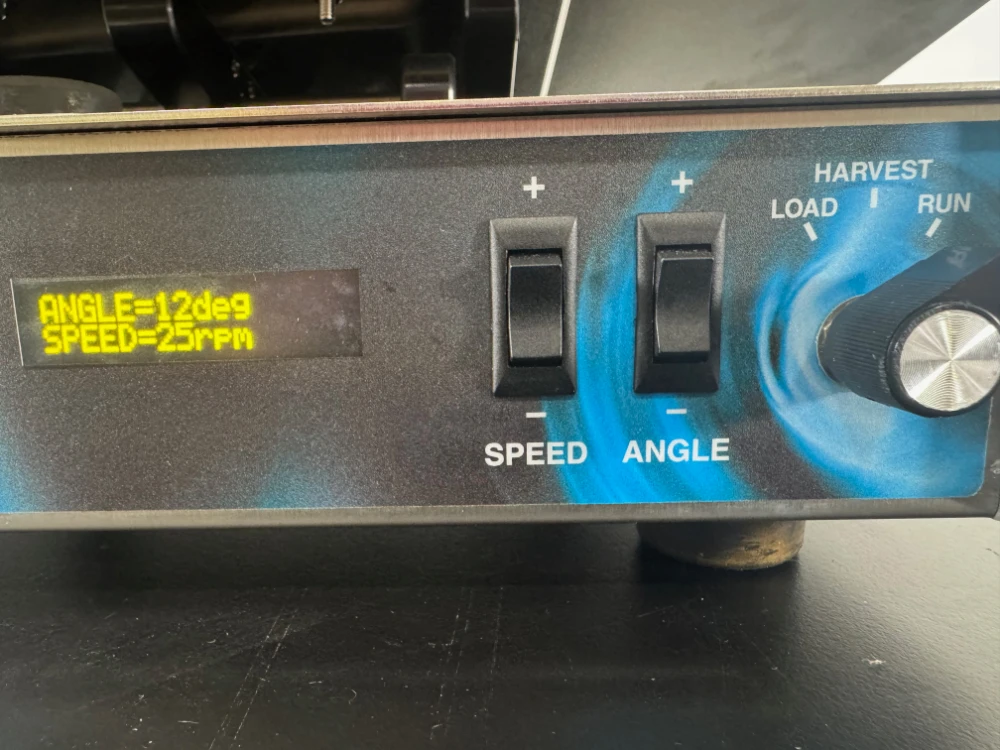 ANGLE=12deg
SPEED=25rpm
+
+
HARVEST
LOAD
RUN
-
-
SPEED
ANGLE